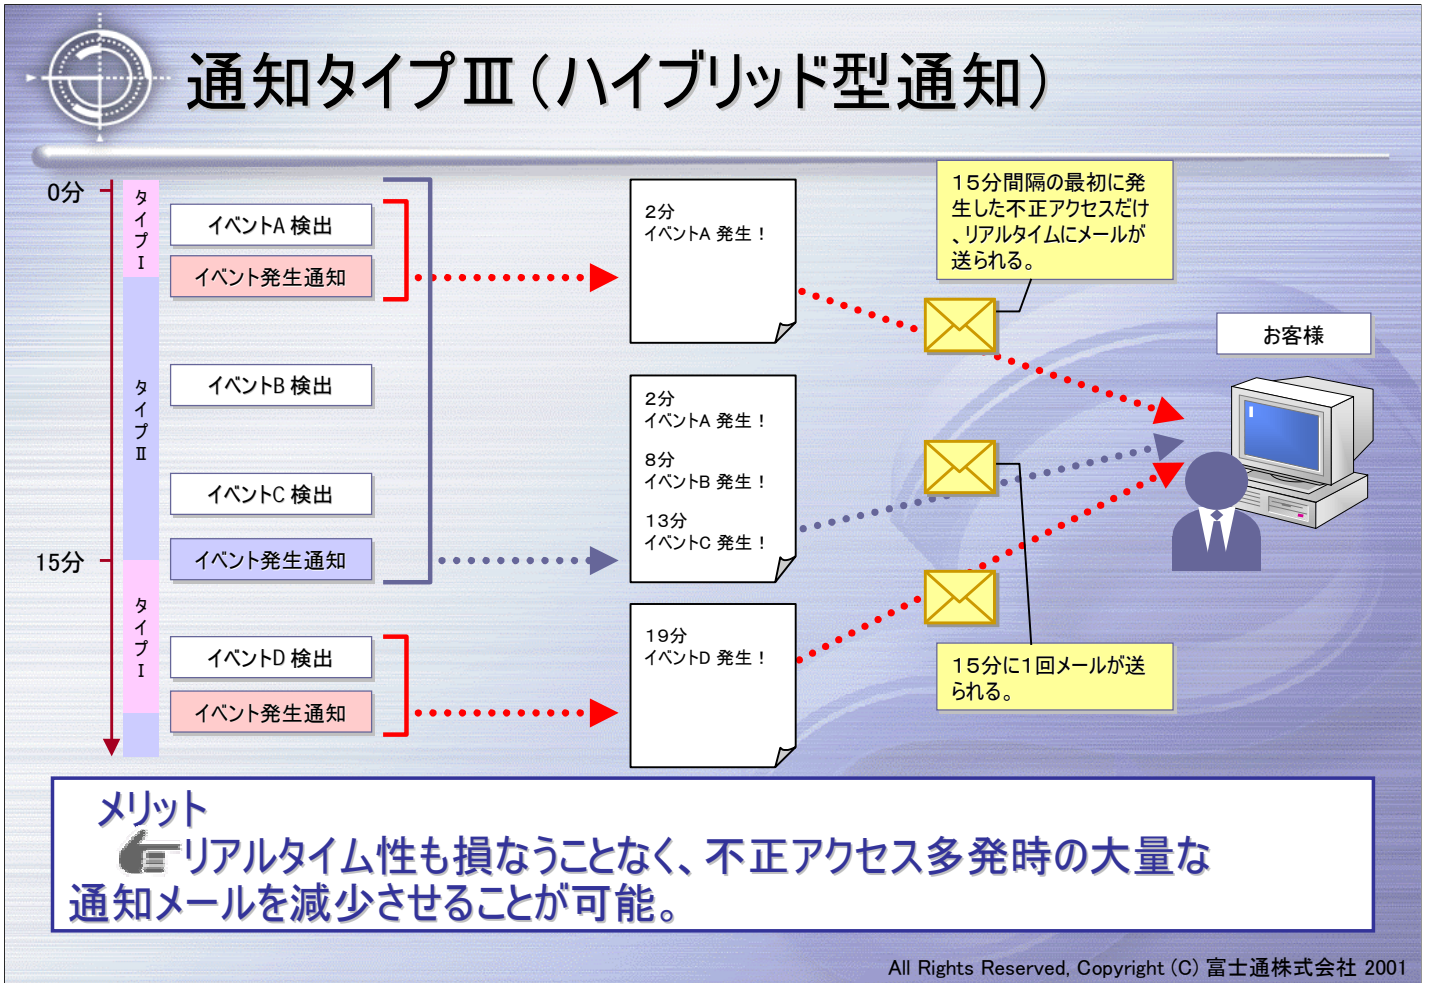 通知タイプⅢ(ハイブリッド型通知)
0分
タイプⅠ
イベントA 検出
イベント発生通知
タイプⅡ
イベントB 検出
イベントC 検出
15分
イベント発生通知
タイプⅠ
イベントD 検出
イベント発生通知
2分
イベントA 発生!
2分
イベントA 発生!
8分
イベントB 発生!
13分
イベントC 発生!
19分
イベントD 発生!
15分間隔の最初に発
生した不正アクセスだけ
、リアルタイムにメールが
送られる。
お客様
15分に1回メールが送
られる。
メリット
リアルタイム性も損なうことなく、不正アクセス多発時の大量な
通知メールを減少させることが可能。
All Rights Reserved, Copyright (C) 富士通株式会社 2001